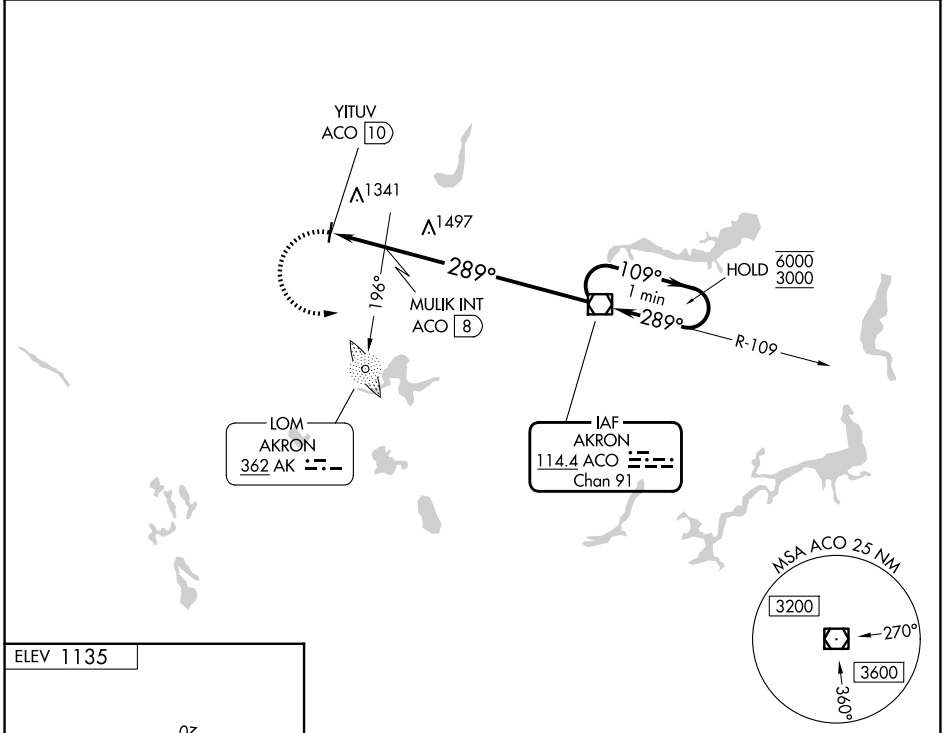 YITUV
ACO 10
1341
1497
289°
196°
MULIK INT
ACO 8
109°
1 min
289°
HOLD 6000
3000
R-109
LOM
AKRON
362 AK
IAF
AKRON
114.4 ACO
Chan 91
MSA ACO 25 NM
3200
270°
3600
360°
ELEV 1135